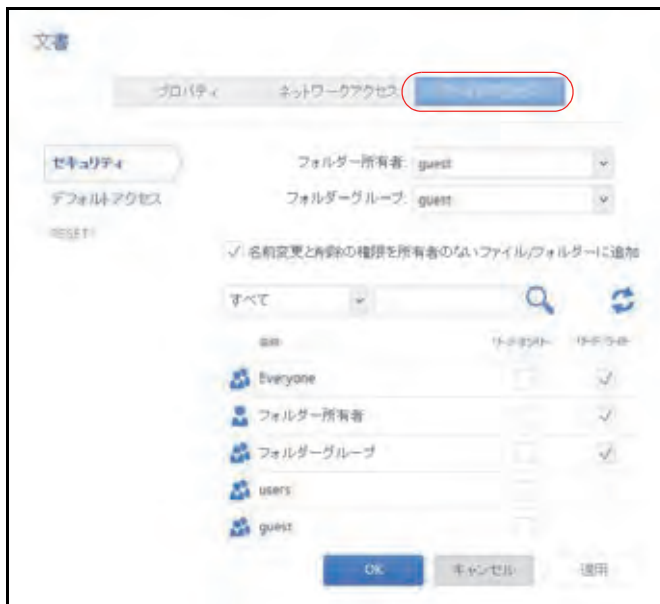 文書
プロパティ ネットワークアクセス
セキュリティ
デフォルトアクセス
RESET
フォルダー所有者: guest
フォルダーグループ: guest
名前変更と削除の権限を所有者のないファイル/フォルダーに追加
すべて
名前
Everyone
フォルダー所有者
フォルダーグループ
users
guest
OK キャンセル 適用